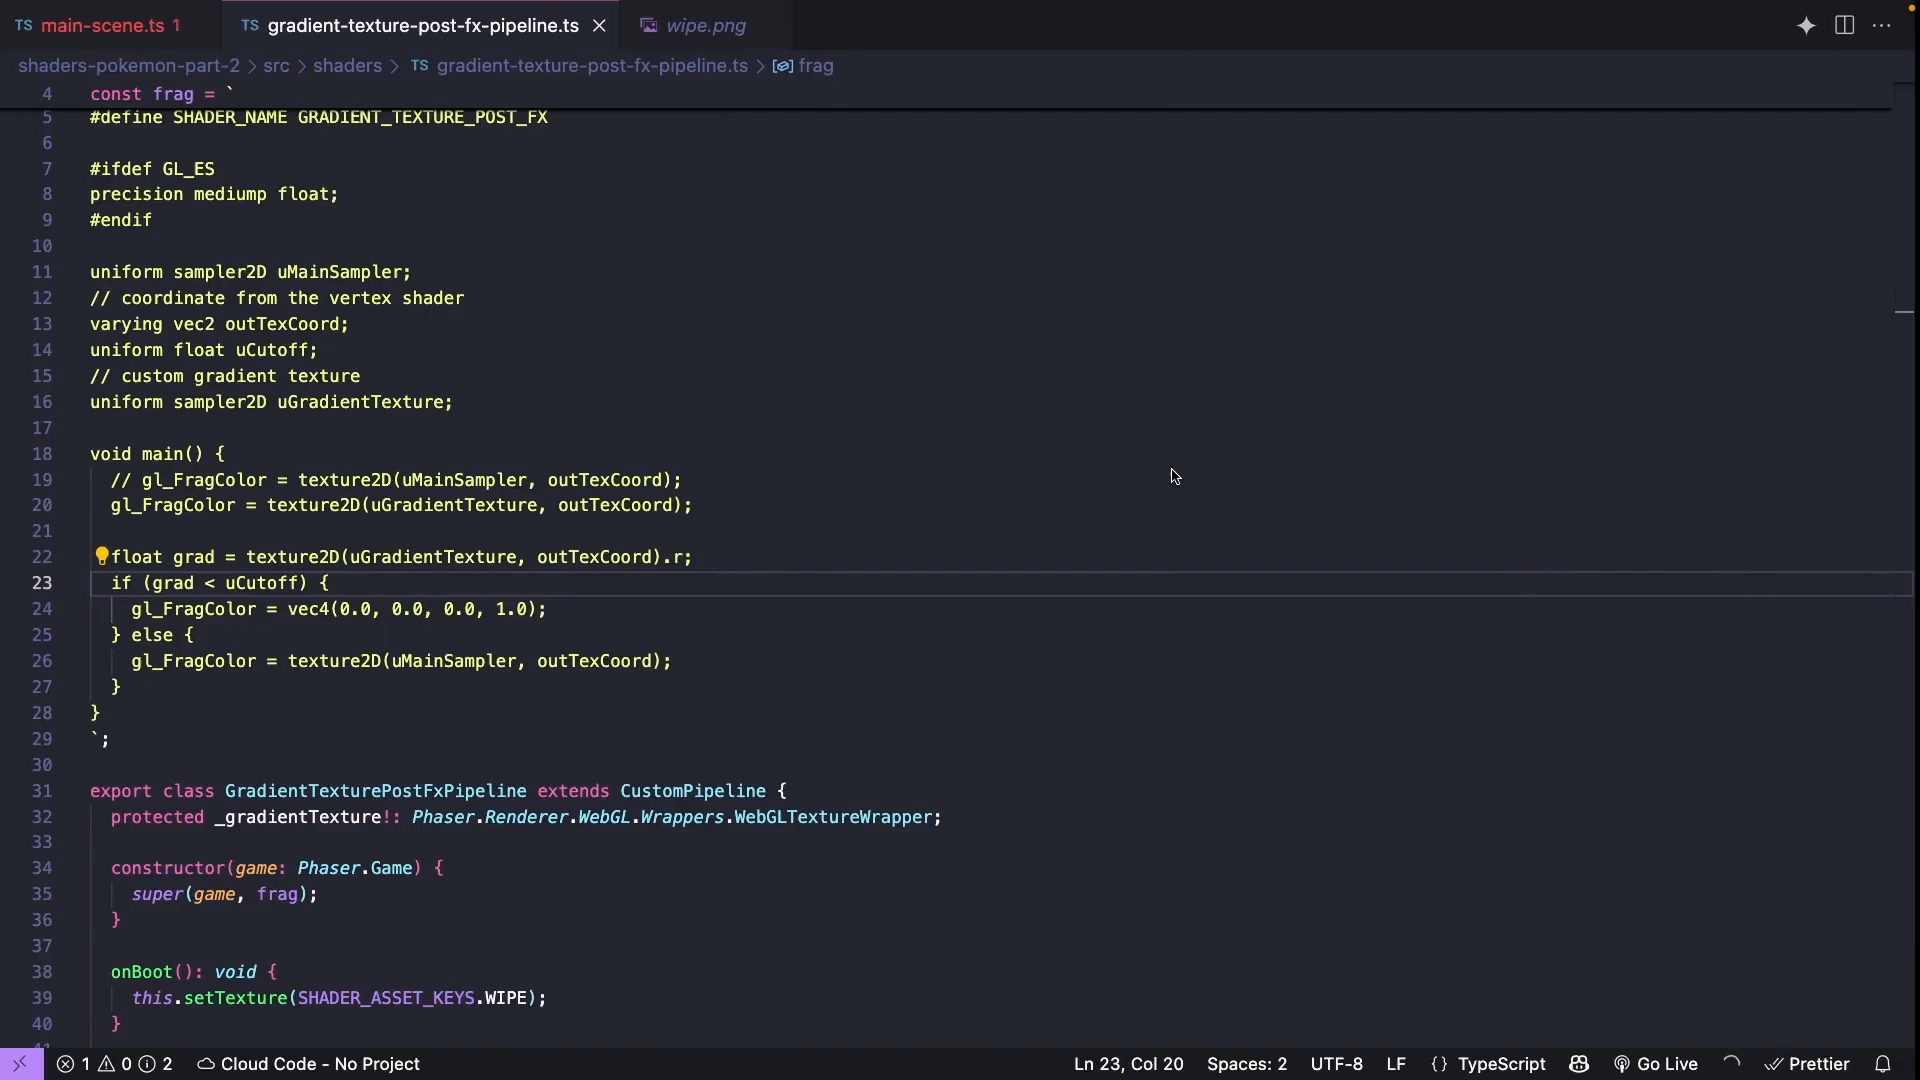 TS main-scene.ts 1 TS gradient-texture-post-fx-pipeline.ts wipe.png
shaders-pokemon-part-2 > src > shaders > TS gradient-texture-post-fx-pipeline.ts > frag
4 const frag = `
5 #define SHADER_NAME GRADIENT_TEXTURE_POST_FX
6
7 #ifdef GL_ES
8 precision mediump float;
9 #endif
10
11 uniform sampler2D uMainSampler;
12 // coordinate from the vertex shader
13 varying vec2 outTexCoord;
14 uniform float uCutoff;
15 // custom gradient texture
16 uniform sampler2D uGradientTexture;
17
18 void main() {
19 // gl_FragColor = texture2D(uMainSampler, outTexCoord);
20 gl_FragColor = texture2D(uGradientTexture, outTexCoord);
21
22 float grad = texture2D(uGradientTexture, outTexCoord).r;
23 if (grad < uCutoff) {
24 gl_FragColor = vec4(0.0, 0.0, 0.0, 1.0);
25 } else {
26 gl_FragColor = texture2D(uMainSampler, outTexCoord);
27 }
28 }
29 `;
30
31 export class GradientTexturePostFxPipeline extends CustomPipeline {
32 protected _gradientTexture!: Phaser.Renderer.WebGL.Wrappers.WebGLTextureWrapper;
33
34 constructor(game: Phaser.Game) {
35 super(game, frag);
36 }
37
38 onBoot(): void {
39 this.setTexture(SHADER_ASSET_KEYS.WIPE);
40 }
1 0 2 Cloud Code - No Project Ln 23, Col 20 Spaces: 2 UTF-8 LF {} TypeScript Go Live Prettier